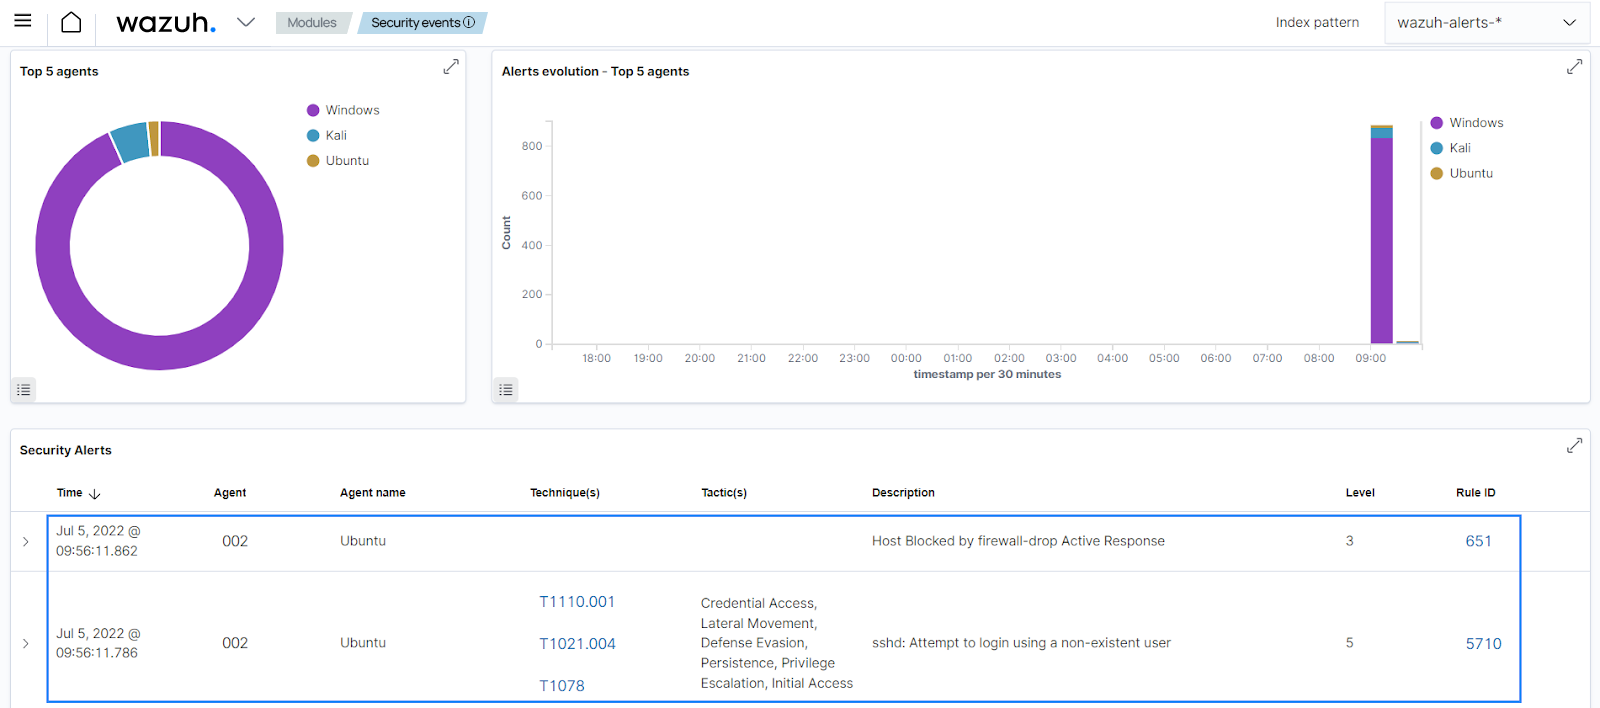 wazuh.
Modules
Security events
Index pattern
wazuh-alerts-*
Top 5 agents
Windows
Kali
Ubuntu
Alerts evolution - Top 5 agents
Count
800
600
400
200
0
18:00 19:00 20:00 21:00 22:00 23:00 00:00 01:00 02:00 03:00 04:00 05:00 06:00 07:00 08:00 09:00
timestamp per 30 minutes
Windows
Kali
Ubuntu
Security Alerts
Time Agent Agent name Technique(s) Tactic(s) Description Level Rule ID
Jul 5, 2022 @
09:56:11.862
002
Ubuntu
Host Blocked by firewall-drop Active Response
3
651
Jul 5, 2022 @
09:56:11.786
002
Ubuntu
T1110.001
T1021.004
T1078
Credential Access,
Lateral Movement,
Defense Evasion,
Persistence, Privilege
Escalation, Initial Access
sshd: Attempt to login using a non-existent user
5
5710